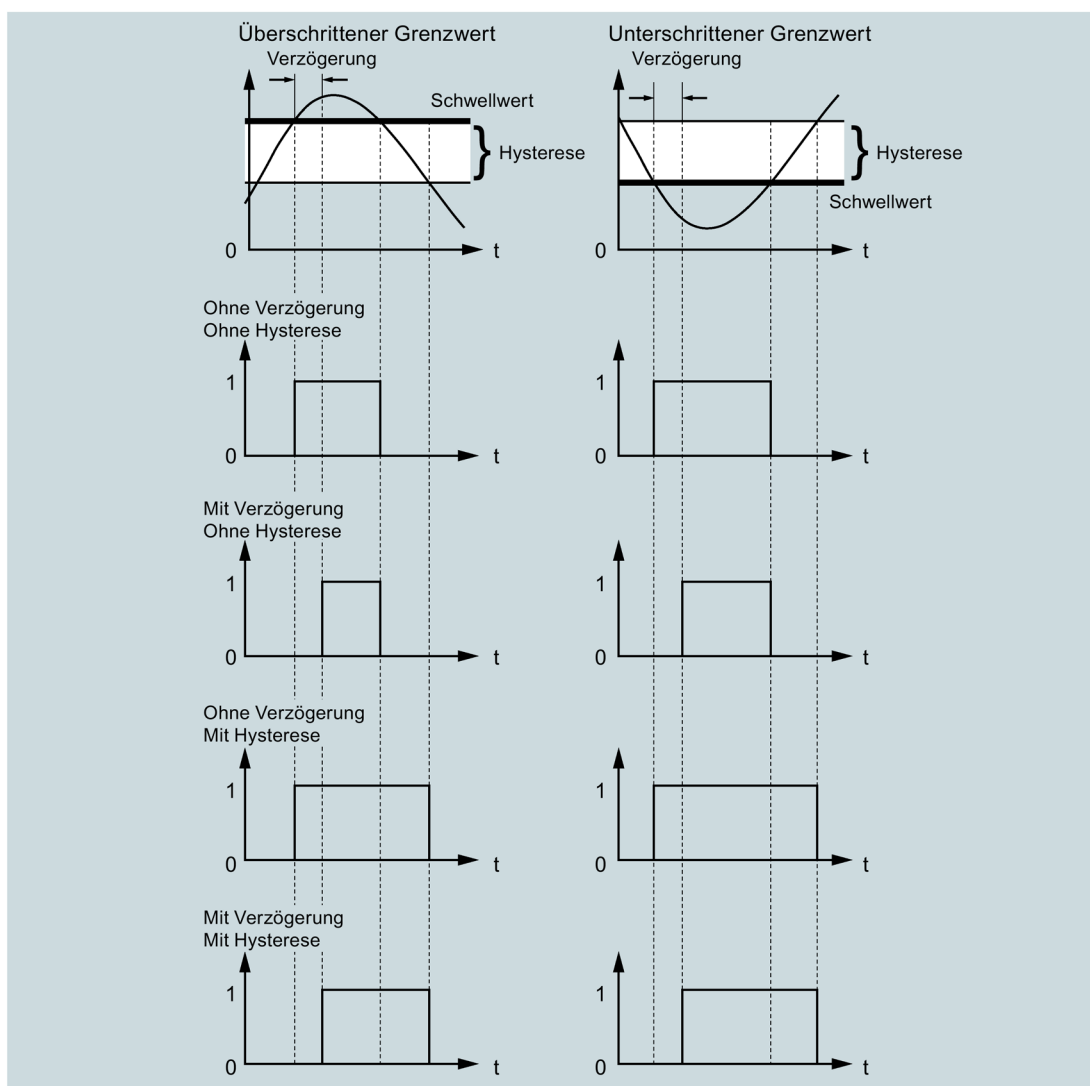 Überschrittener Grenzwert
Verzögerung
Schwellwert
} Hysterese
0
t
Unterschrittener Grenzwert
Verzögerung
} Hysterese
Schwellwert
0
t
Ohne Verzögerung
Ohne Hysterese
1
0
t
1
0
t
Mit Verzögerung
Ohne Hysterese
1
0
t
1
0
t
Ohne Verzögerung
Mit Hysterese
1
0
t
1
0
t
Mit Verzögerung
Mit Hysterese
1
0
t
1
0
t